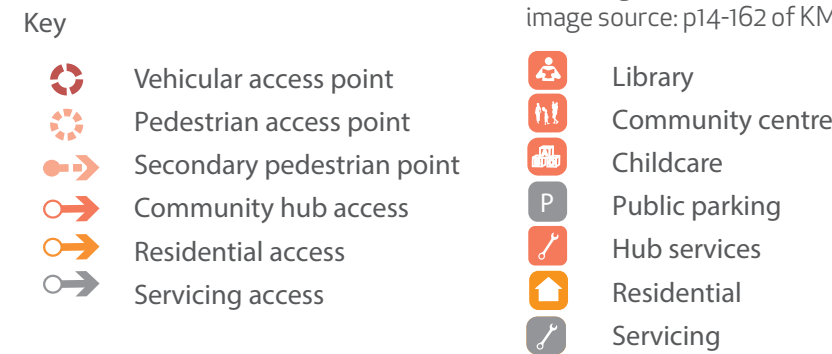 Key
Vehicular access point
Pedestrian access point
Secondary pedestrian point
Community hub access
Residential access
Servicing access
image source: p14-162 of KM
Library
Community centre
Childcare
P Public parking
Hub services
Residential
Servicing